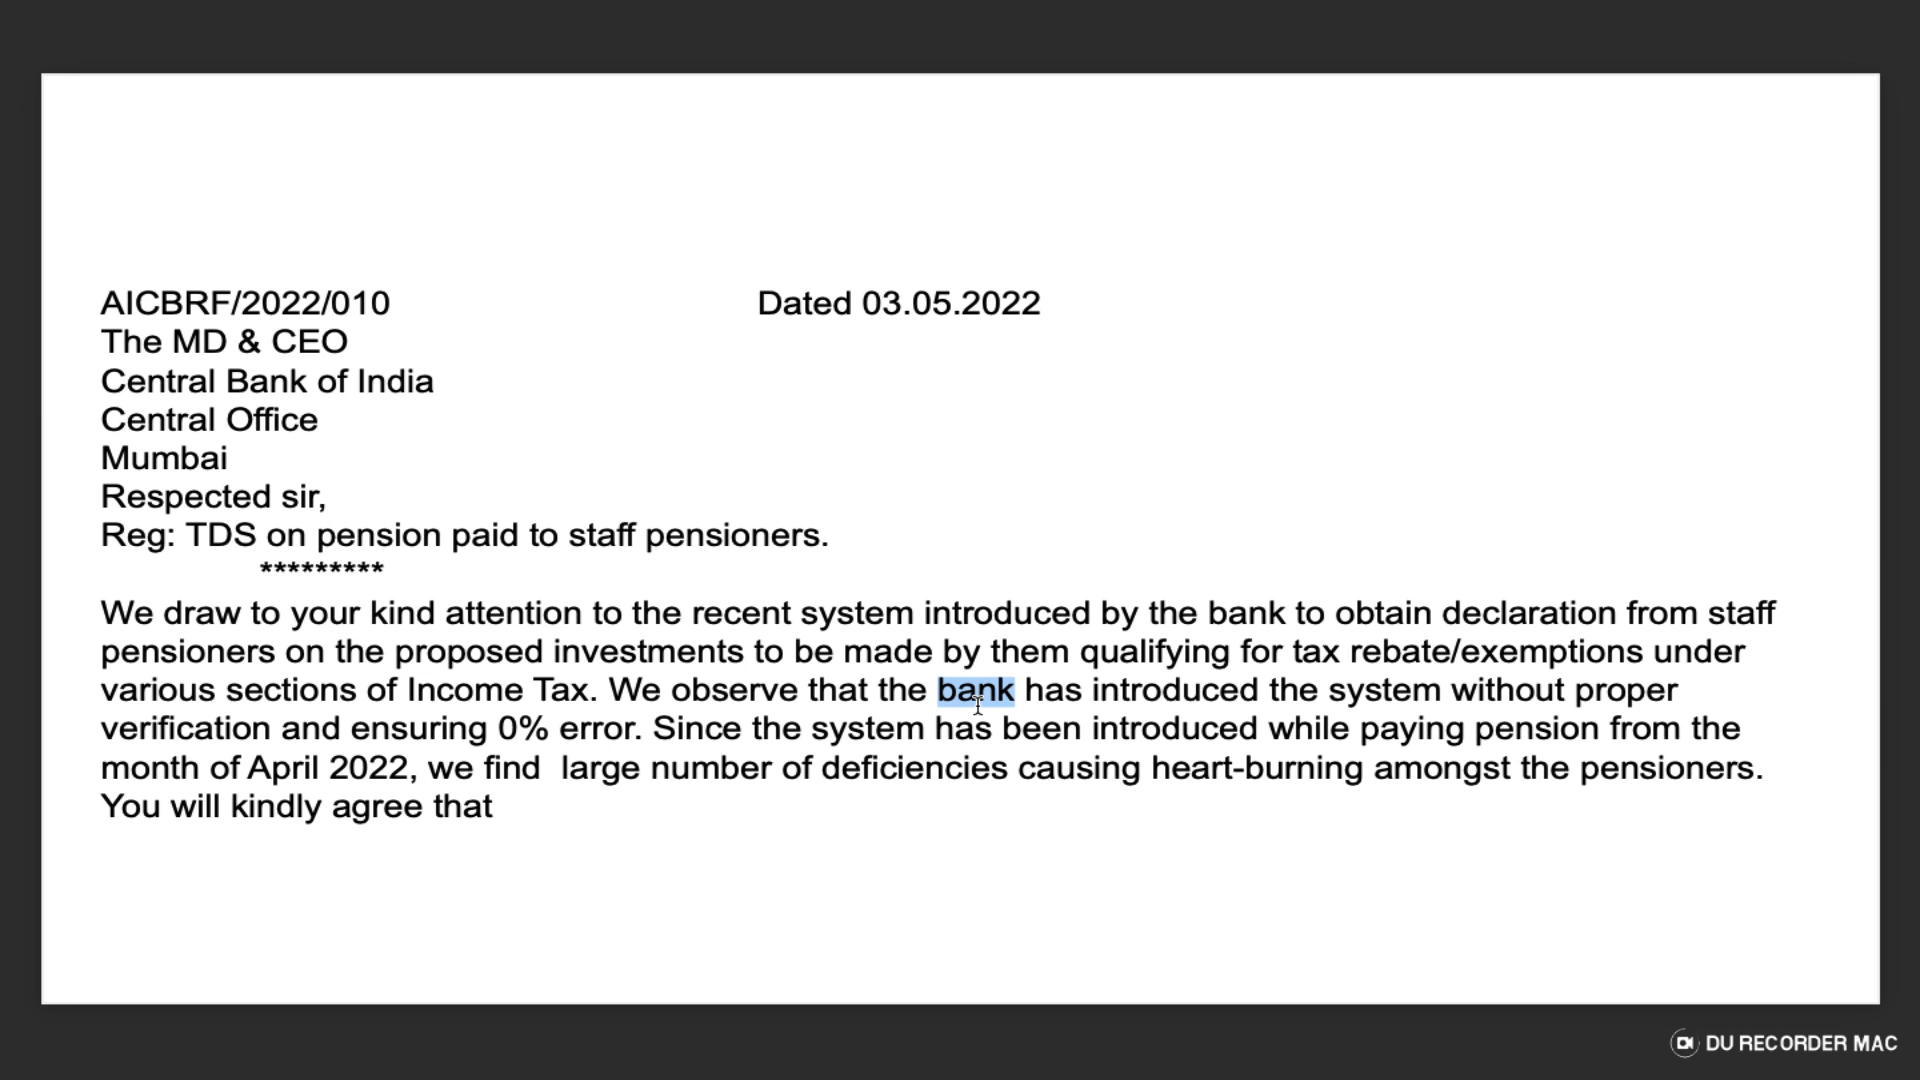 AICBRF/2022/010 Dated 03.05.2022
The MD & CEO
Central Bank of India
Central Office
Mumbai
Respected sir,
Reg: TDS on pension paid to staff pensioners.
*********
We draw to your kind attention to the recent system introduced by the bank to obtain declaration from staff
pensioners on the proposed investments to be made by them qualifying for tax rebate/exemptions under
various sections of Income Tax. We observe that the bank has introduced the system without proper
verification and ensuring 0% error. Since the system has been introduced while paying pension from the
month of April 2022, we find  large number of deficiencies causing heart-burning amongst the pensioners.
You will kindly agree that
DU RECORDER MAC